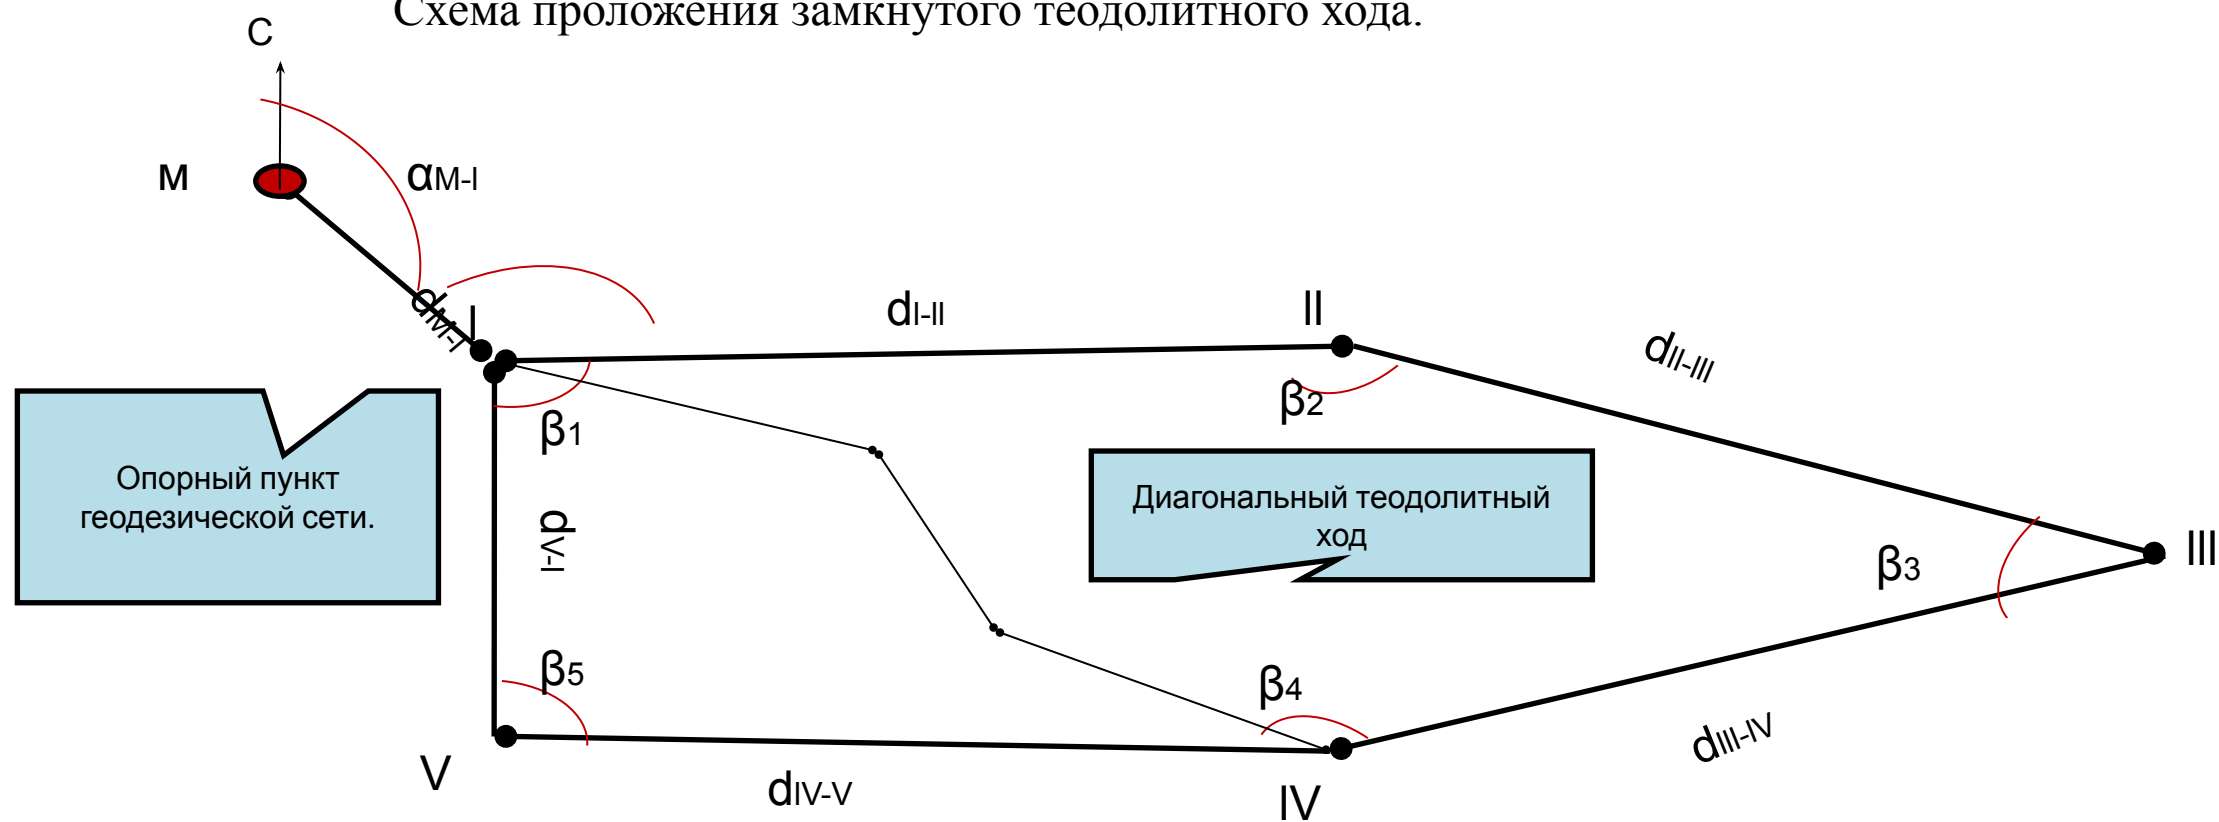 Схема проложения замкнутого теодолитного хода.
С
М
αМ-I
dМ-I
I
dI-II
II
dII-III
β1
β2
Опорный пункт
геодезической сети.
Диагональный теодолитный
ход
dV-I
β3
III
β5
β4
V
dIV-V
IV
dIII-IV